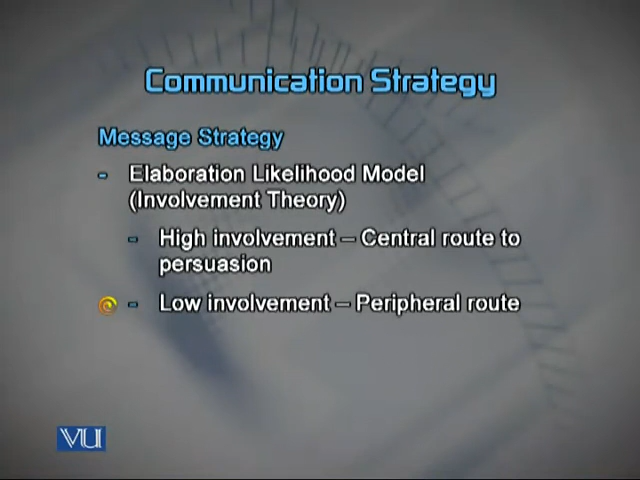 Communication Strategy
Message Strategy
- Elaboration Likelihood Model
(Involvement Theory)
- High involvement – Central route to
persuasion
- Low involvement – Peripheral route
VU